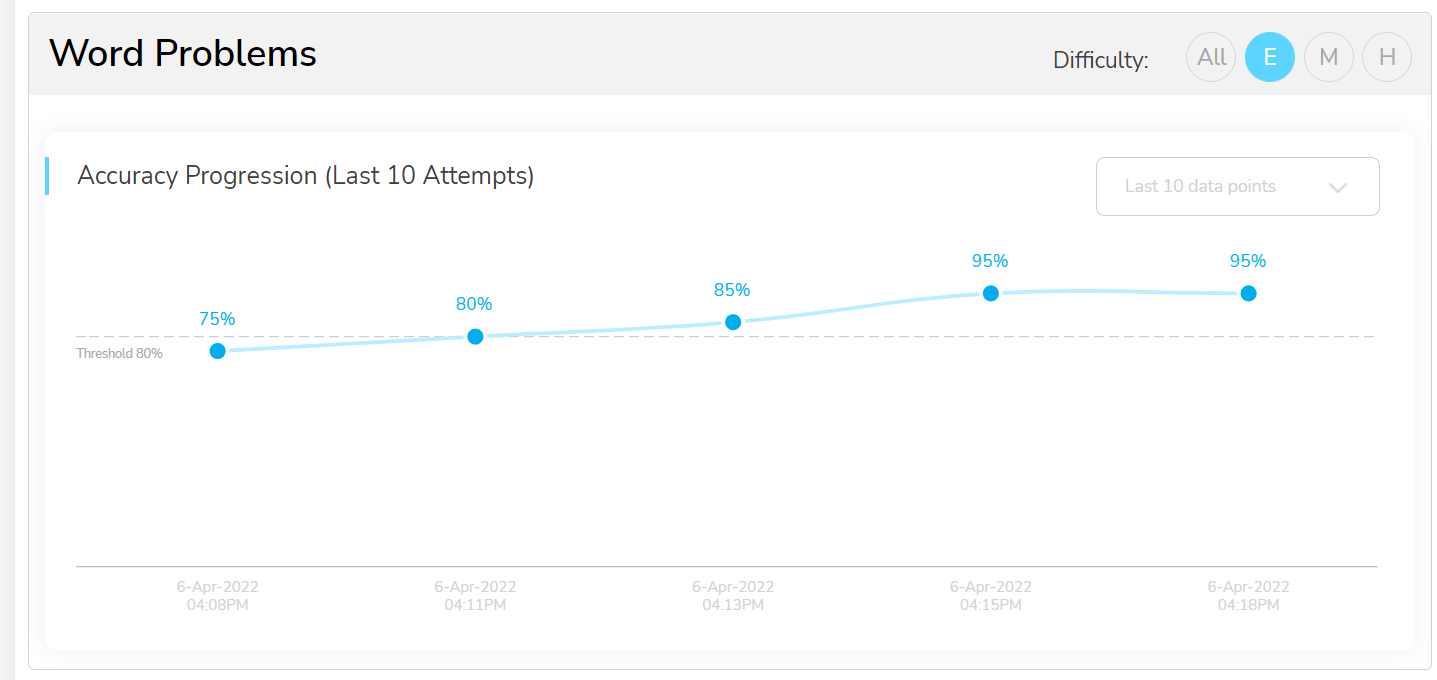 Word Problems
Difficulty: All E M H
Accuracy Progression (Last 10 Attempts)
Last 10 data points
95% 95%
85%
80%
75%
Threshold 80%
6-Apr-2022 6-Apr-2022 6-Apr-2022 6-Apr-2022 6-Apr-2022
04:08PM 04:11PM 04:13PM 04:15PM 04:18PM